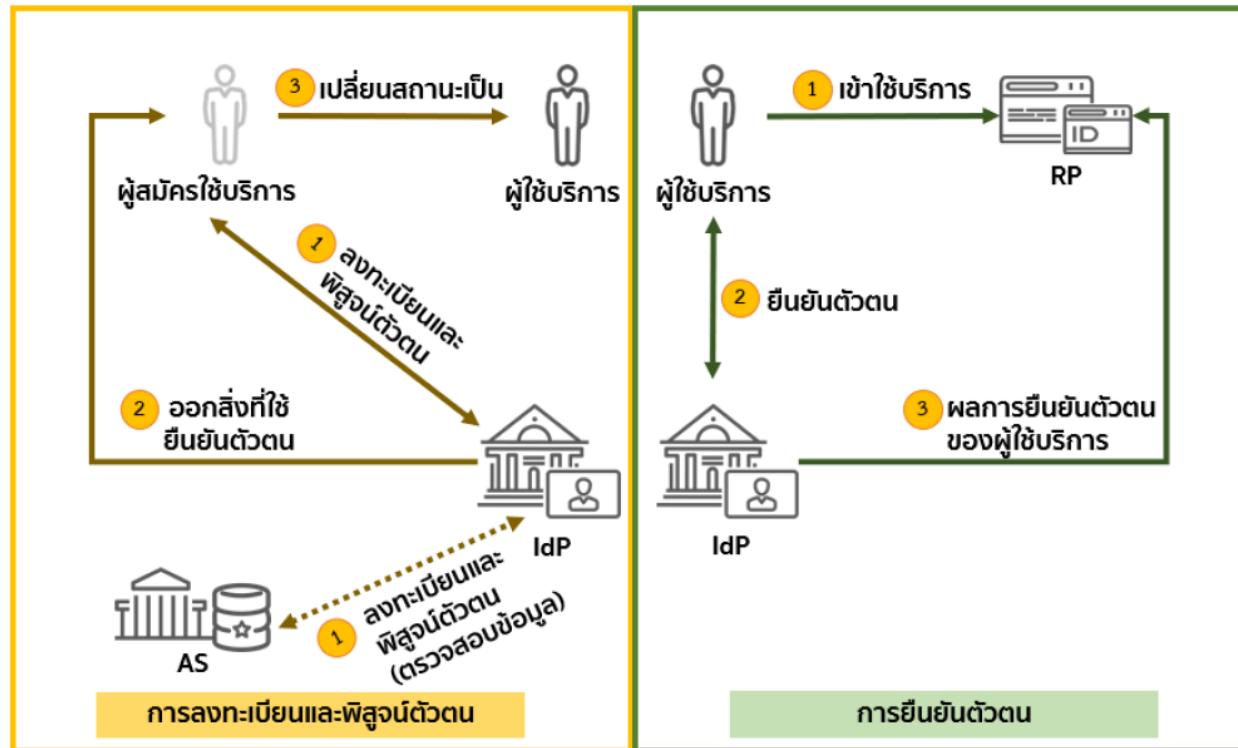 3 เปลี่ยนสถานะเป็น
ผู้สมัครใช้บริการ
ผู้ใช้บริการ
1 ลงทะเบียนและ
พิสูจน์ตัวตน
2 ออกสิ่งที่ใช้
ยืนยันตัวตน
IdP
1 ลงทะเบียนและ
พิสูจน์ตัวตน
(ตรวจสอบข้อมูล)
AS
การลงทะเบียนและพิสูจน์ตัวตน
1 เข้าใช้บริการ
ID
RP
ผู้ใช้บริการ
2 ยืนยันตัวตน
3 ผลการยืนยันตัวตน
ของผู้ใช้บริการ
IdP
การยืนยันตัวตน